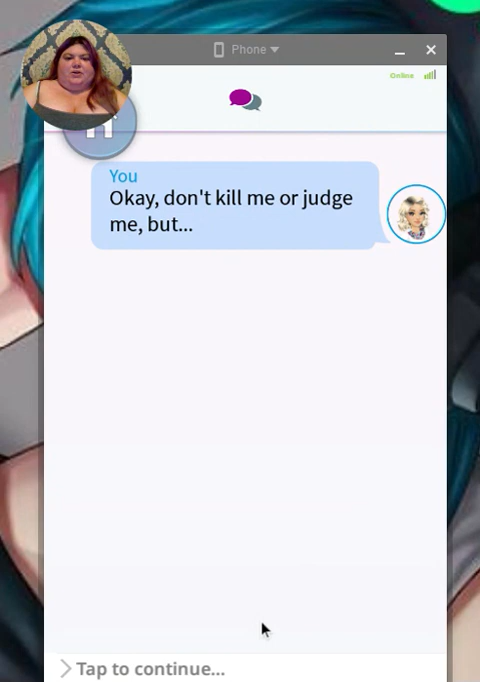 Phone
Online
You
Okay, don't kill me or judge
me, but...
Tap to continue...